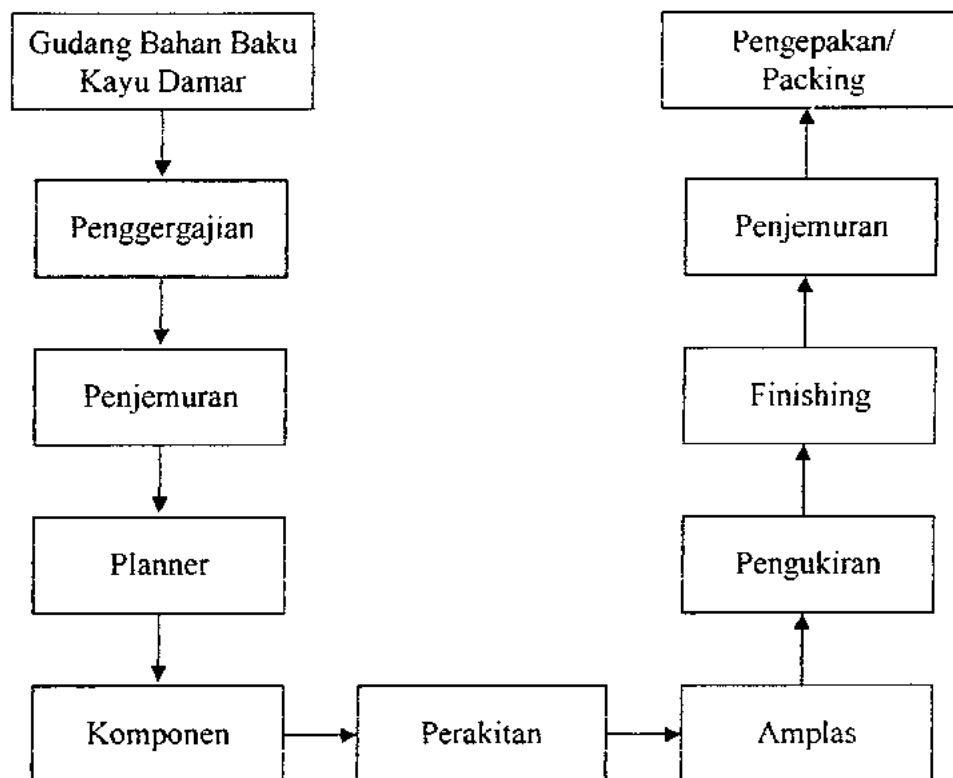 Gudang Bahan Baku
Kayu Damar
Penggergajian
Penjemuran
Planner
Komponen
Perakitan
Amplas
Pengukiran
Finishing
Penjemuran
Pengepakan/
Packing